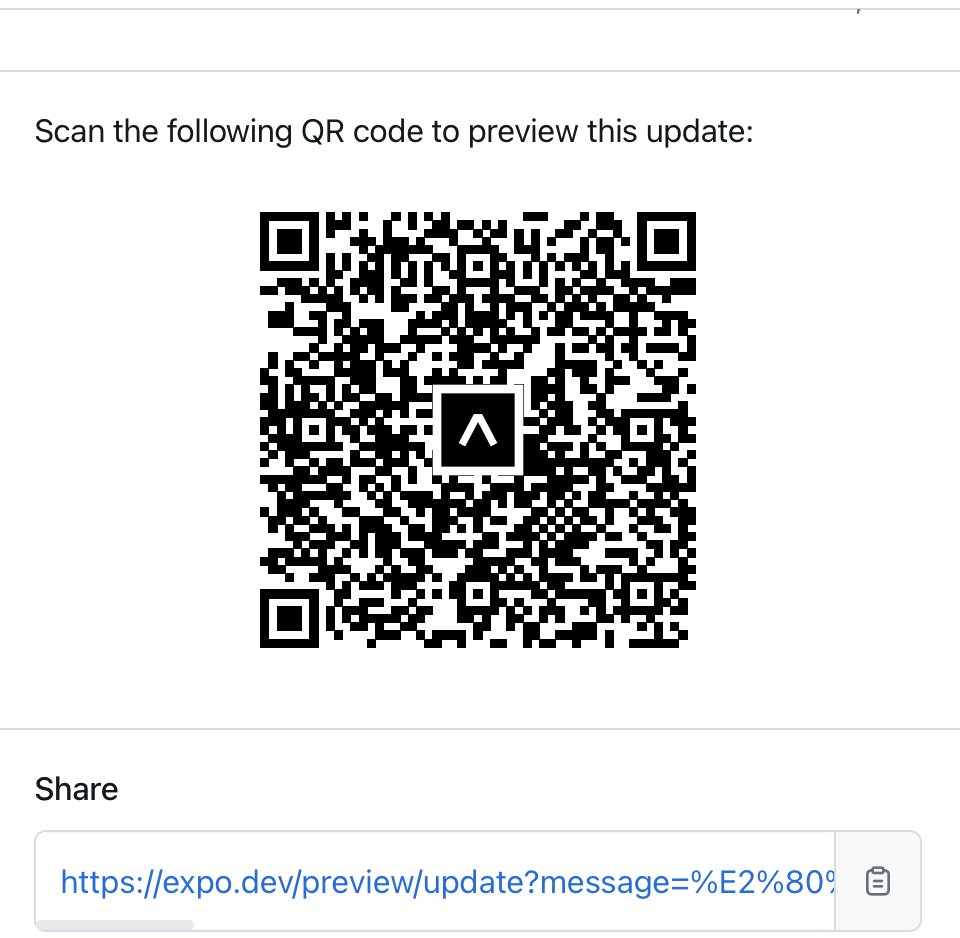 Scan the following QR code to preview this update:
Share
https://expo.dev/preview/update?message=%E2%80%